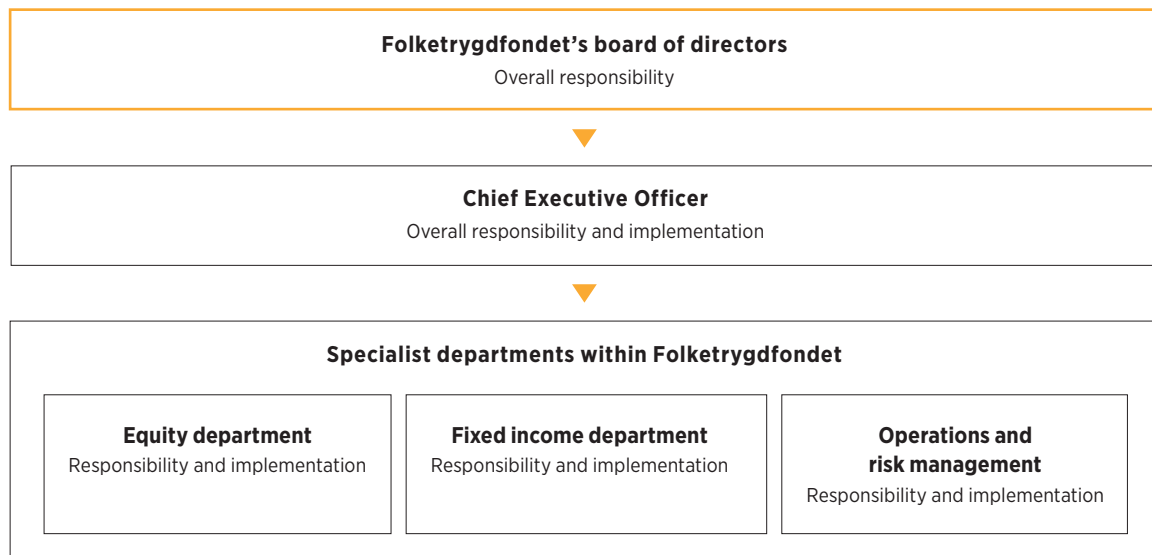 Folketrygdfondet’s board of directors
Overall responsibility
Chief Executive Officer
Overall responsibility and implementation
Specialist departments within Folketrygdfondet
Equity department
Responsibility and implementation
Fixed income department
Responsibility and implementation
Operations and
risk management
Responsibility and implementation